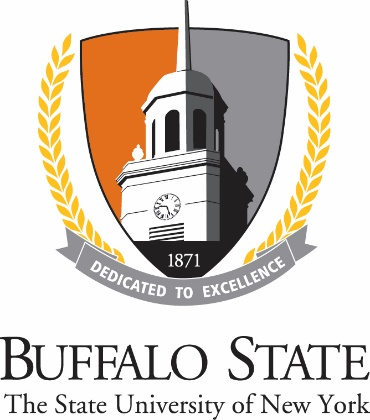 1871
DEDICATED TO EXCELLENCE
BUFFALO STATE
The State University of New York